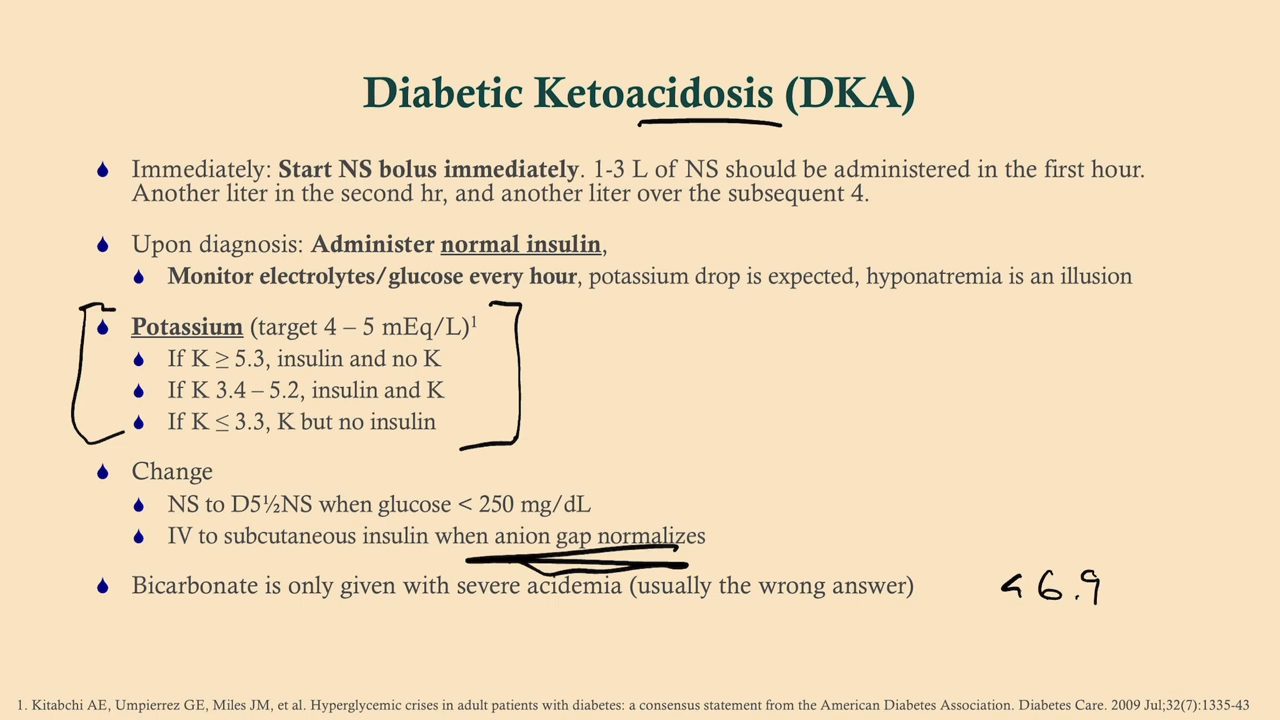 Diabetic Ketoacidosis (DKA)
Immediately: Start NS bolus immediately. 1-3 L of NS should be administered in the first hour.
Another liter in the second hr, and another liter over the subsequent 4.
Upon diagnosis: Administer normal insulin,
Monitor electrolytes/glucose every hour, potassium drop is expected, hyponatremia is an illusion
Potassium (target 4 – 5 mEq/L)¹
If K ≥ 5.3, insulin and no K
If K 3.4 – 5.2, insulin and K
If K ≤ 3.3, K but no insulin
Change
NS to D5½NS when glucose < 250 mg/dL
IV to subcutaneous insulin when anion gap normalizes
Bicarbonate is only given with severe acidemia (usually the wrong answer) < 6.9
1. Kitabchi AE, Umpierrez GE, Miles JM, et al. Hyperglycemic crises in adult patients with diabetes: a consensus statement from the American Diabetes Association. Diabetes Care. 2009 Jul;32(7):1335-43